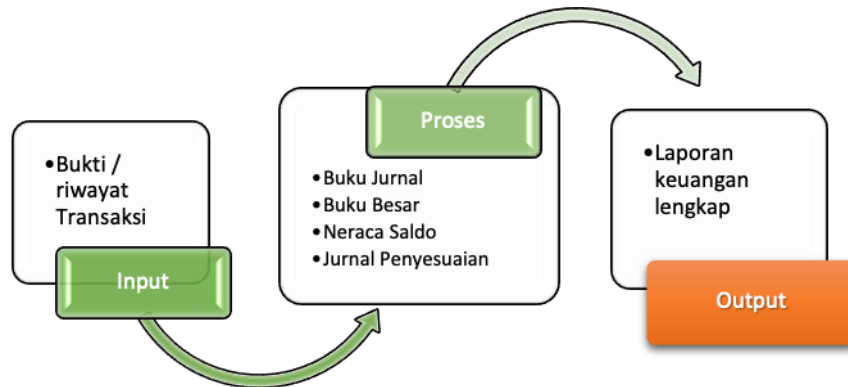 •Bukti /
riwayat
Transaksi
Input
Proses
•Buku Jurnal
•Buku Besar
•Neraca Saldo
•Jurnal Penyesuaian
•Laporan
keuangan
lengkap
Output